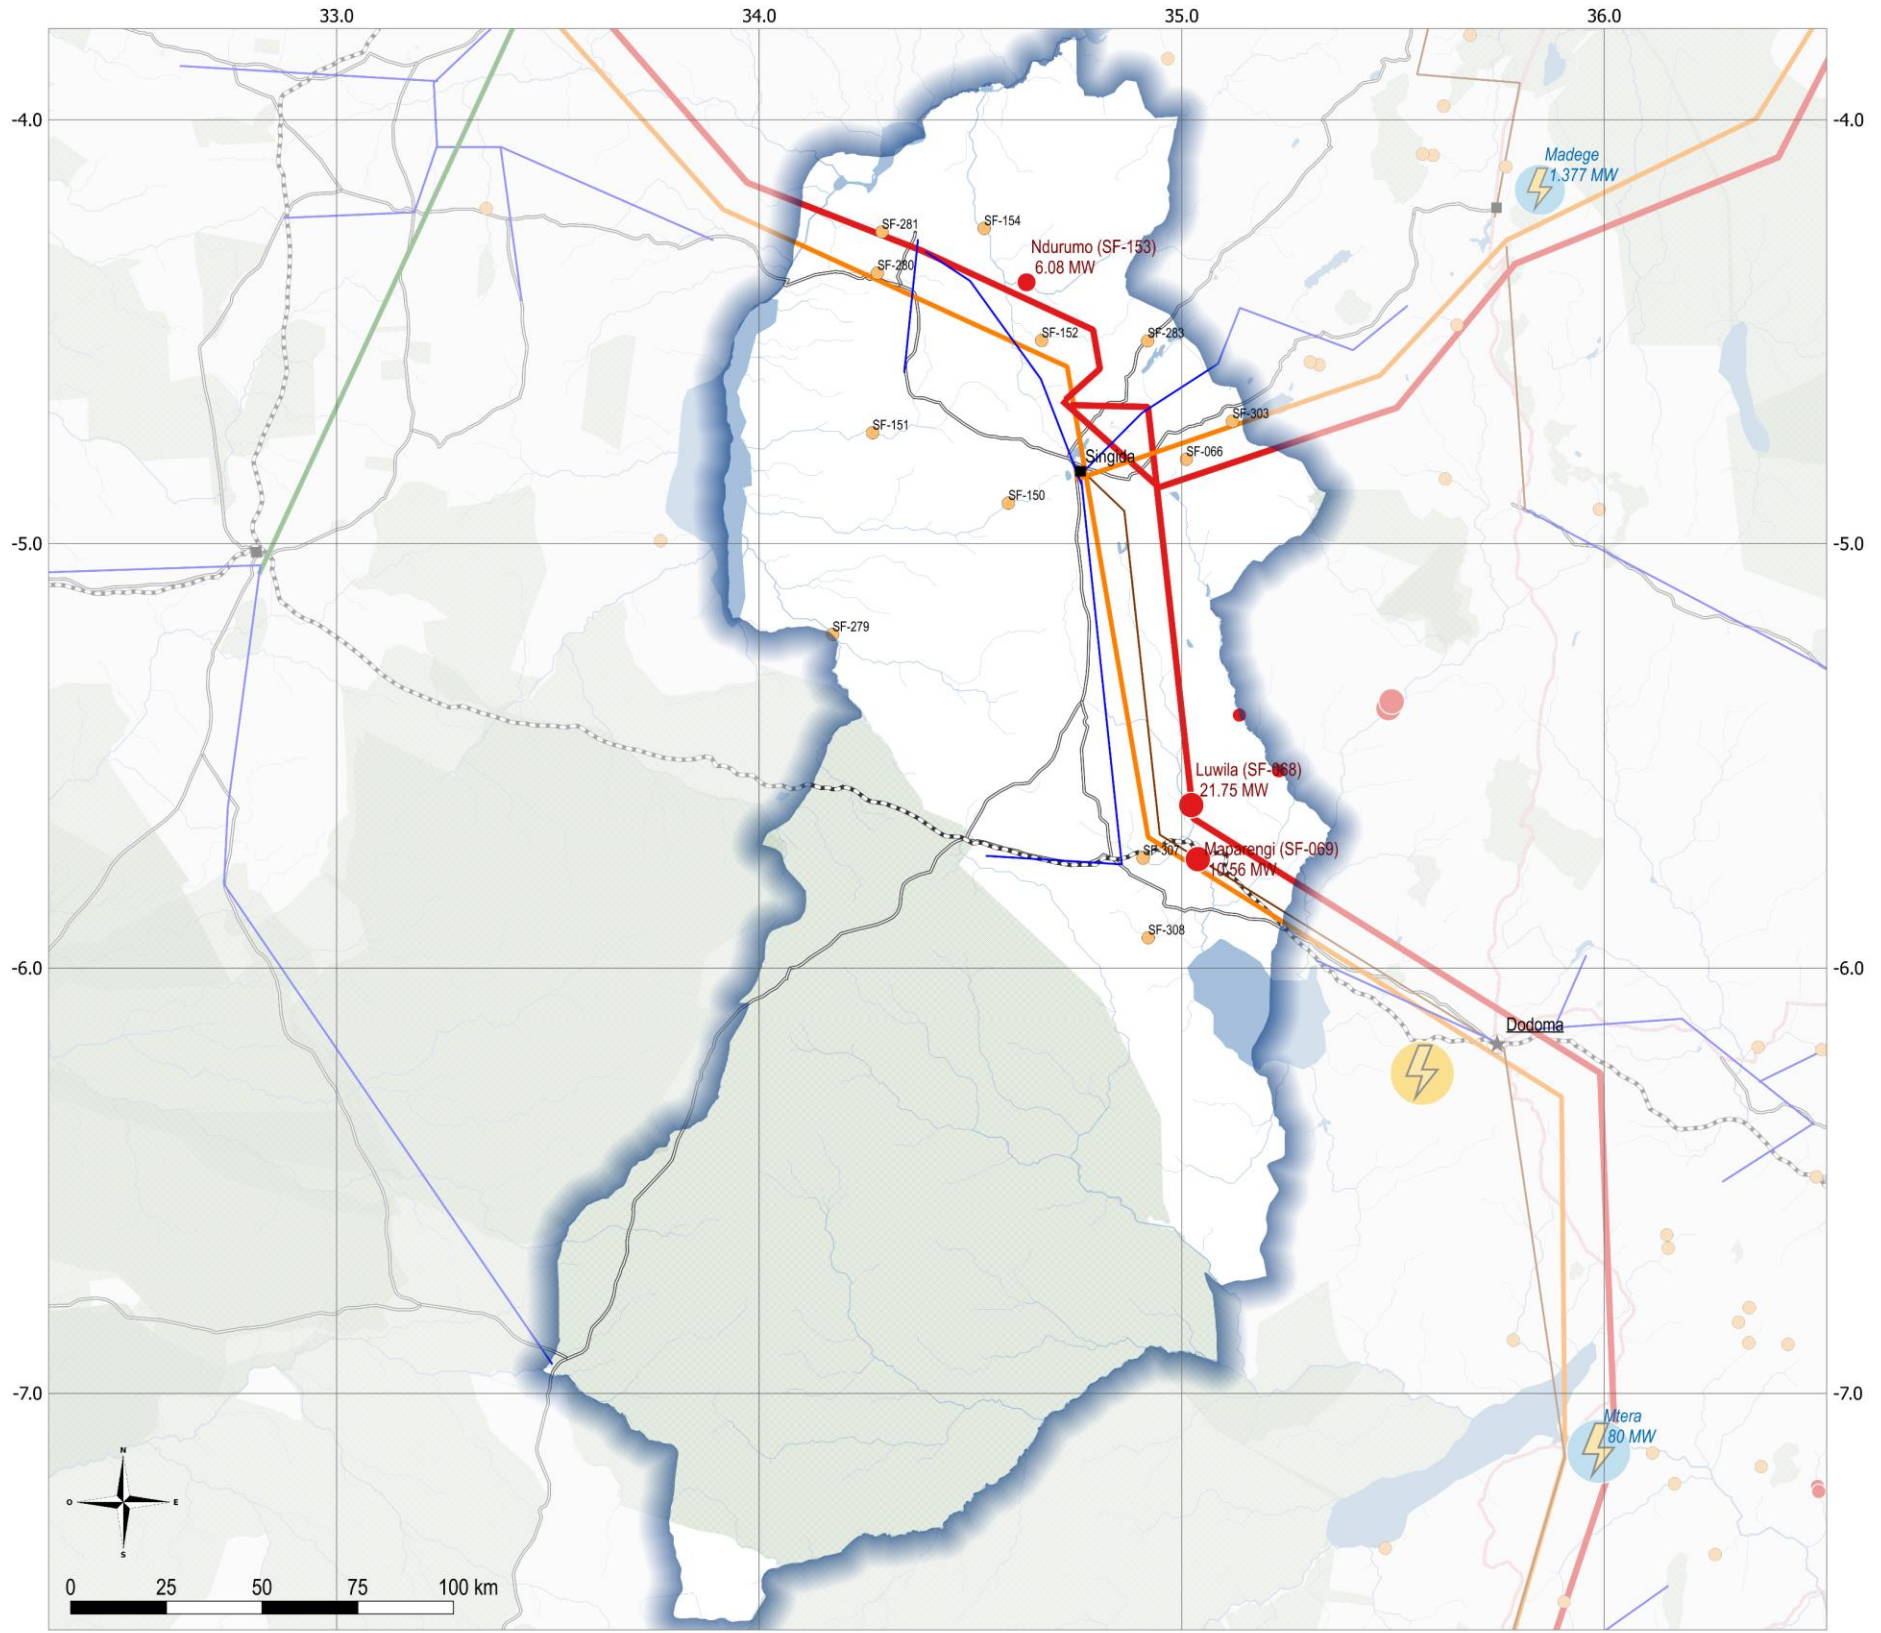 33.0
34.0
35.0
36.0
-4.0
-4.0
Madege
1.377 MW
SF-281
SF-154
Ndurumo (SF-153)
6.08 MW
SF-280
SF-152
SF-283
SF-303
SF-151
Singida
SF-066
SF-150
-5.0
-5.0
SF-279
Luwila (SF-068)
21.75 MW
SF-307
Maparengi (SF-069)
10.56 MW
SF-308
-6.0
-6.0
Dodoma
-7.0
-7.0
Mtera
80 MW
N
O
E
S
0
25
50
75
100 km